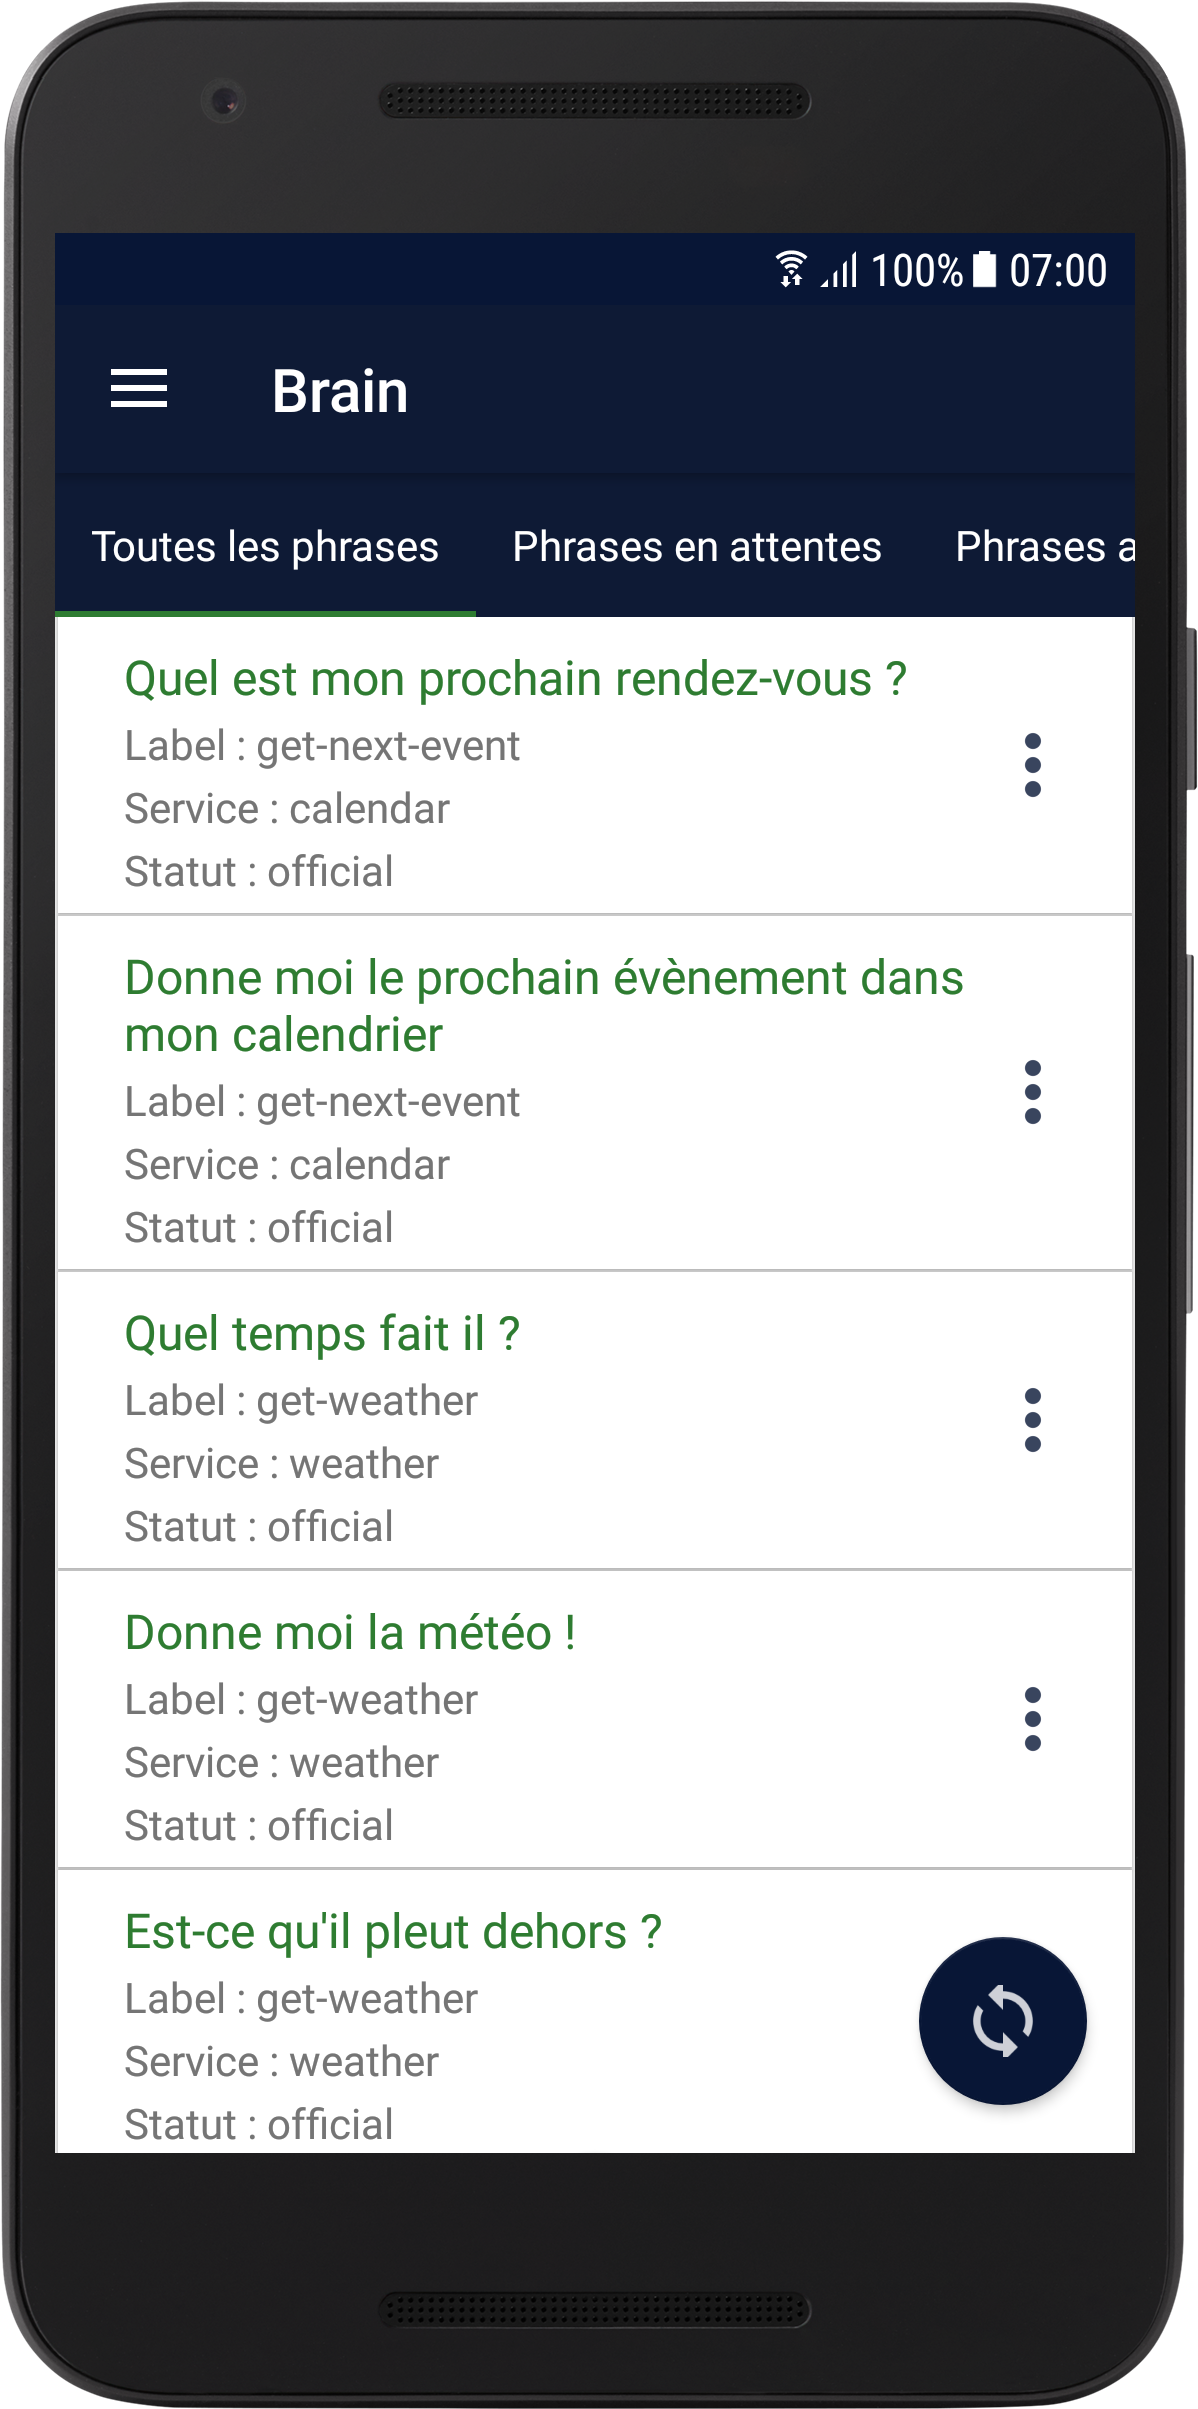 100% 07:00
Brain
Toutes les phrases Phrases en attentes Phrases a
Quel est mon prochain rendez-vous ?
Label : get-next-event
Service : calendar
Statut : official
Donne moi le prochain évènement dans
mon calendrier
Label : get-next-event
Service : calendar
Statut : official
Quel temps fait il ?
Label : get-weather
Service : weather
Statut : official
Donne moi la météo !
Label : get-weather
Service : weather
Statut : official
Est-ce qu'il pleut dehors ?
Label : get-weather
Service : weather
Statut : official